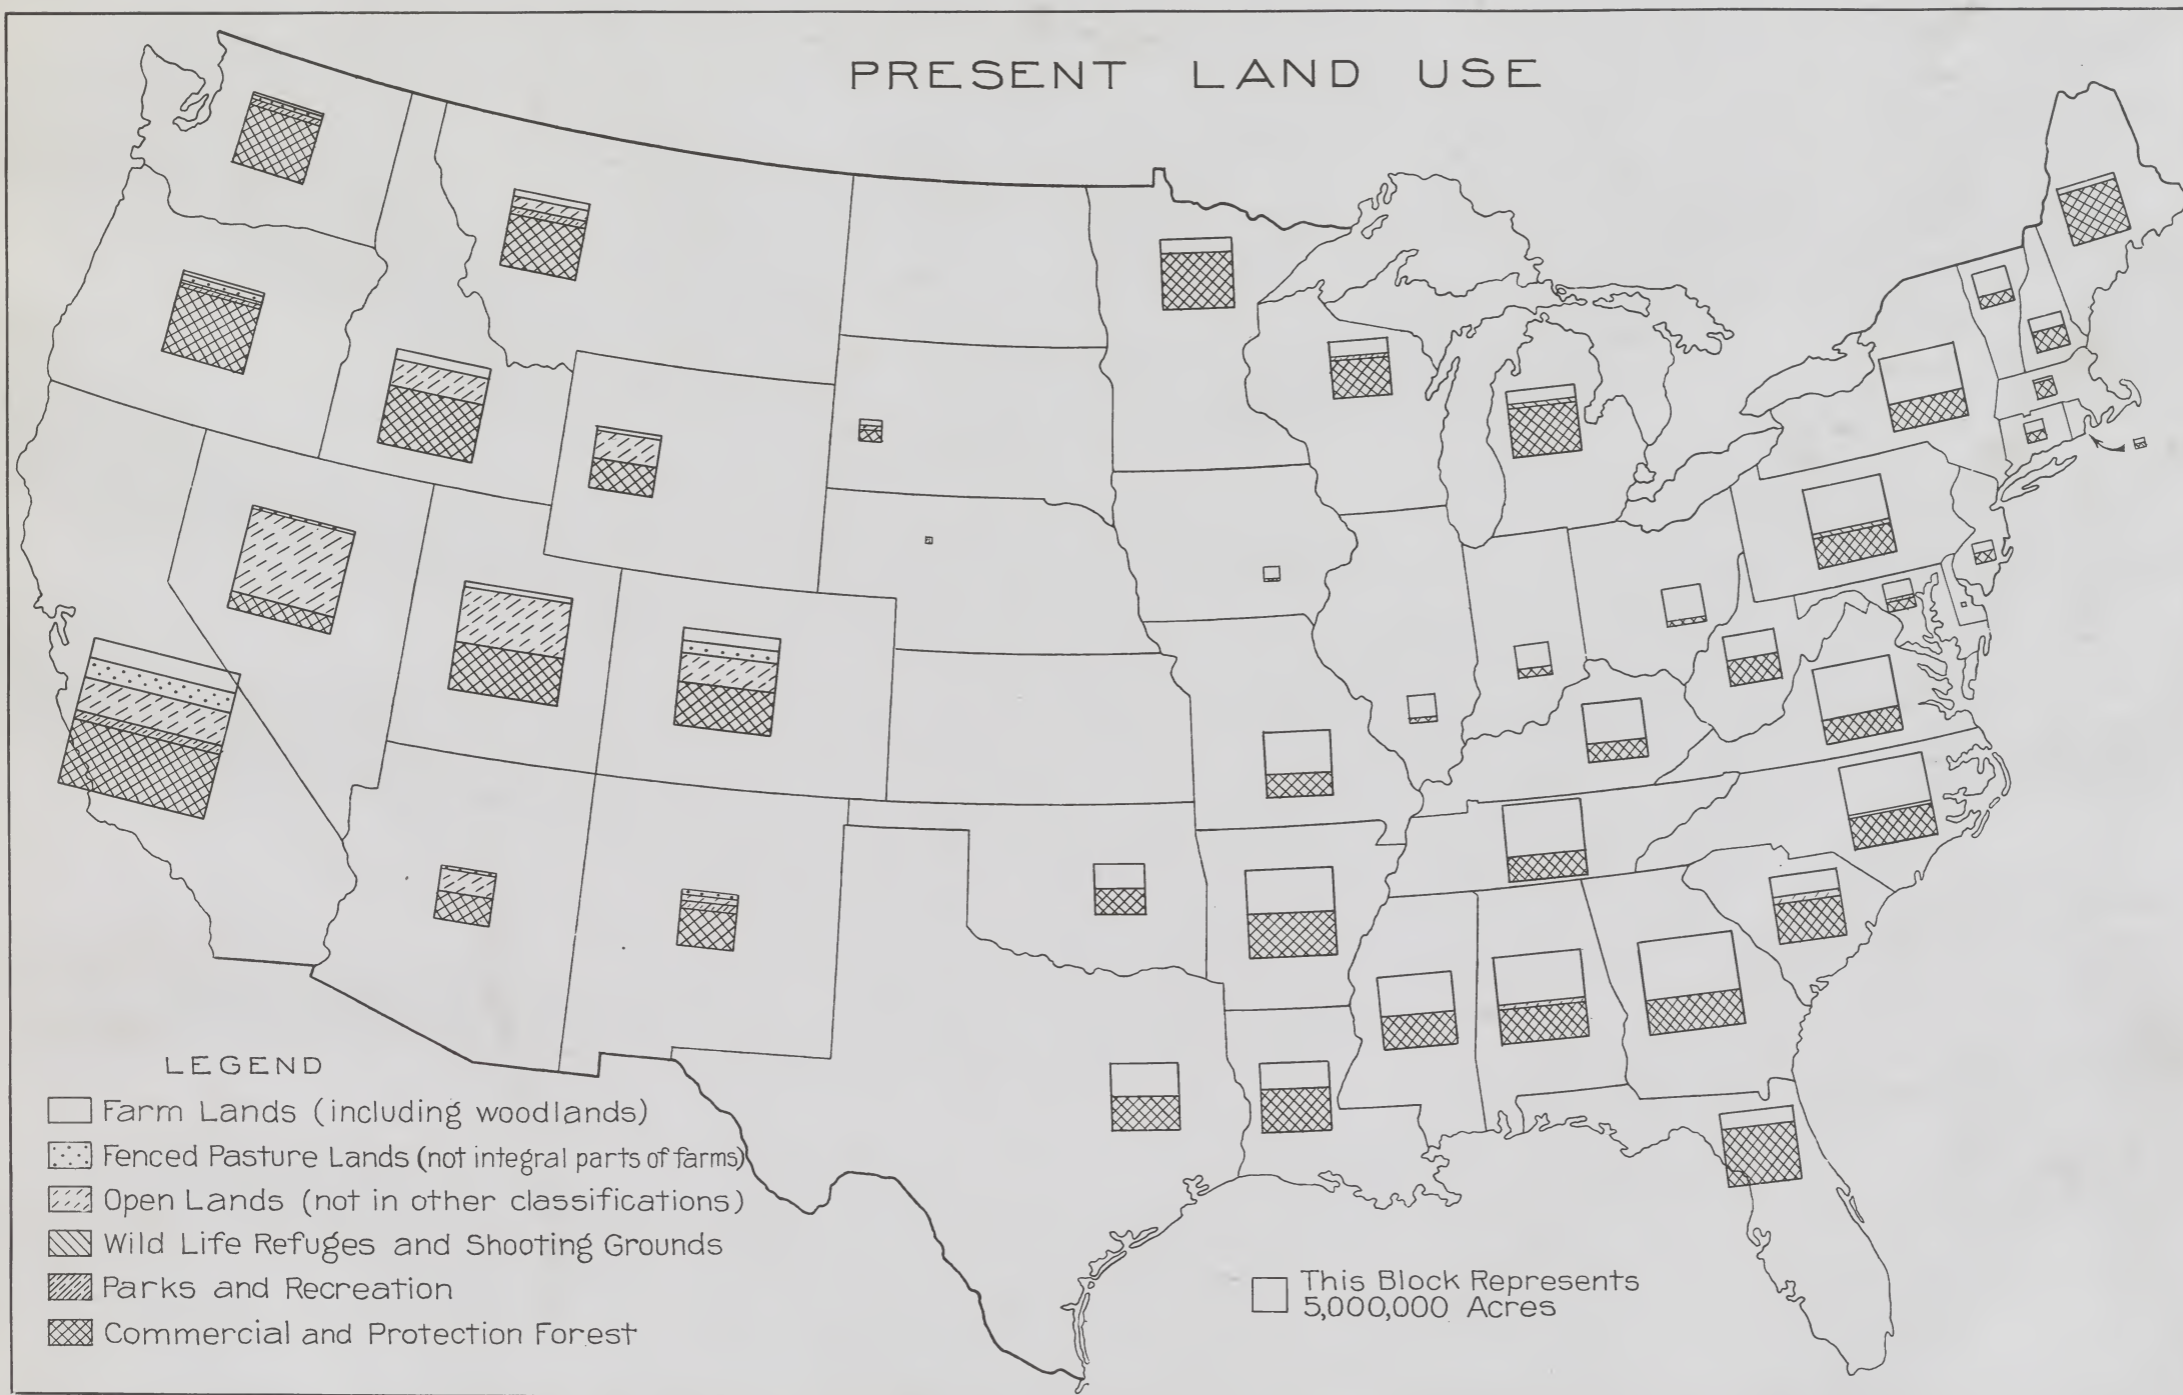 PRESENT LAND USE
LEGEND
Farm Lands (including woodlands)
Fenced Pasture Lands (not integral parts of farms)
Open Lands (not in other classifications)
Wild Life Refuges and Shooting Grounds
Parks and Recreation
Commercial and Protection Forest
This Block Represents
5,000,000 Acres